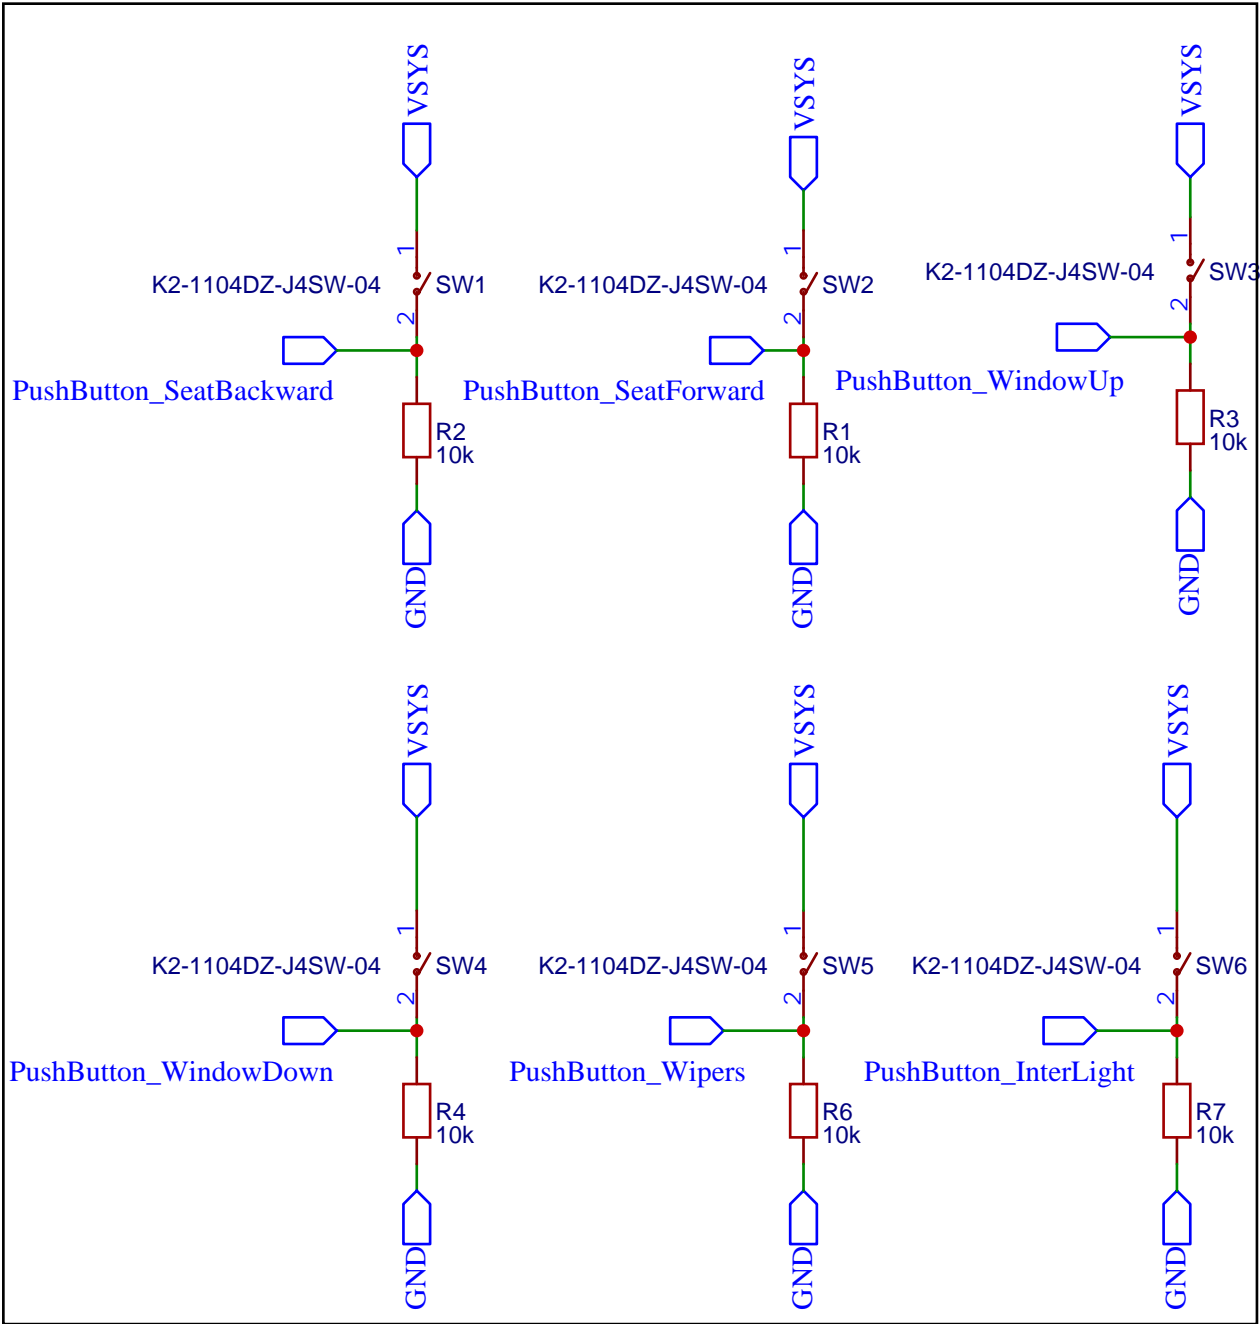 VSYS
VSYS
VSYS
1
K2-1104DZ-J4SW-04
SW1
2
PushButton_SeatBackward
R2
10k
GND
1
K2-1104DZ-J4SW-04
SW2
2
PushButton_SeatForward
R1
10k
GND
1
K2-1104DZ-J4SW-04
SW3
2
PushButton_WindowUp
R3
10k
GND
VSYS
VSYS
VSYS
1
K2-1104DZ-J4SW-04
SW4
2
PushButton_WindowDown
R4
10k
GND
1
K2-1104DZ-J4SW-04
SW5
2
PushButton_Wipers
R6
10k
GND
1
K2-1104DZ-J4SW-04
SW6
2
PushButton_InterLight
R7
10k
GND